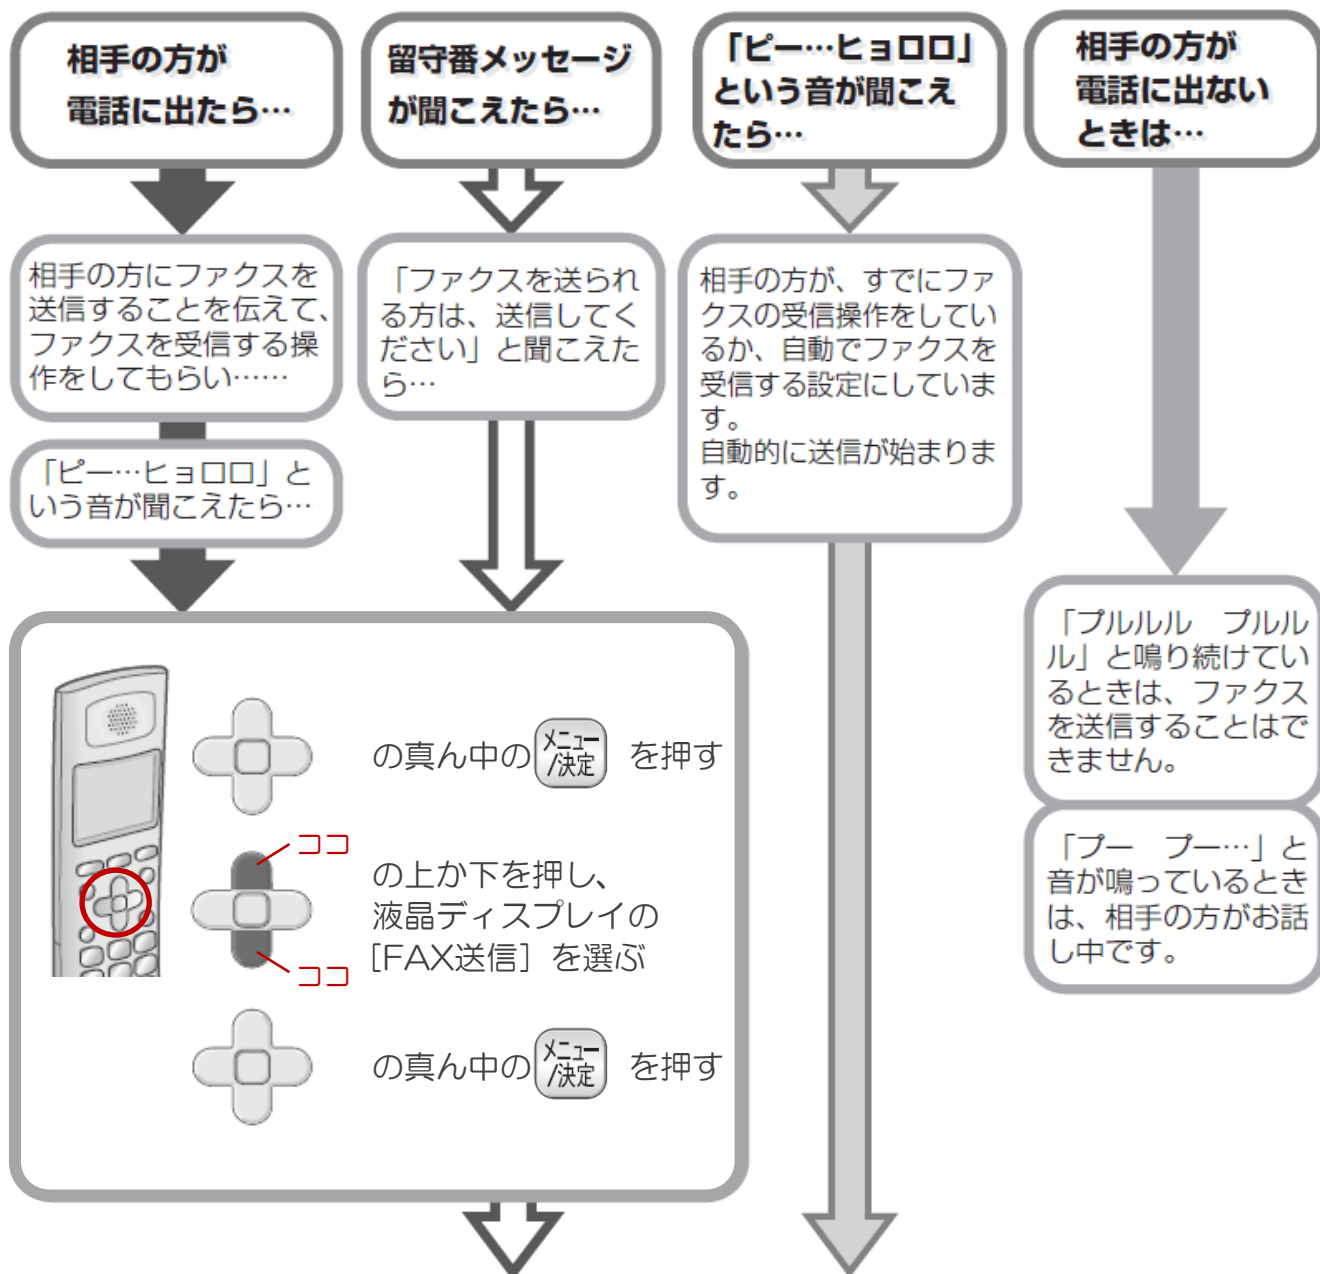 相手の方が
電話に出たら…
留守番メッセージ
が聞こえたら…
「ピー…ヒョロロ」
という音が聞こえ
たら…
相手の方が
電話に出ない
ときは…
相手の方にファクスを
送信することを伝えて、
ファクスを受信する操
作をしてもらい……
「ピー…ヒョロロ」と
いう音が聞こえたら…
「ファクスを送られ
る方は、送信してく
ださい」と聞こえた
ら…
相手の方が、すでにファ
クスの受信操作をしてい
るか、自動でファクスを
受信する設定にしていま
す。
自動的に送信が始まりま
す。
「プルルル　プルル
ル」と鳴り続けてい
るときは、ファクス
を送信することはで
きません。
「プー　プー…」と
音が鳴っているとき
は、相手の方がお話
し中です。
の真ん中の メニュー/決定 を押す
ココ
の上か下を押し、
液晶ディスプレイの
[FAX送信] を選ぶ
ココ
の真ん中の メニュー/決定 を押す